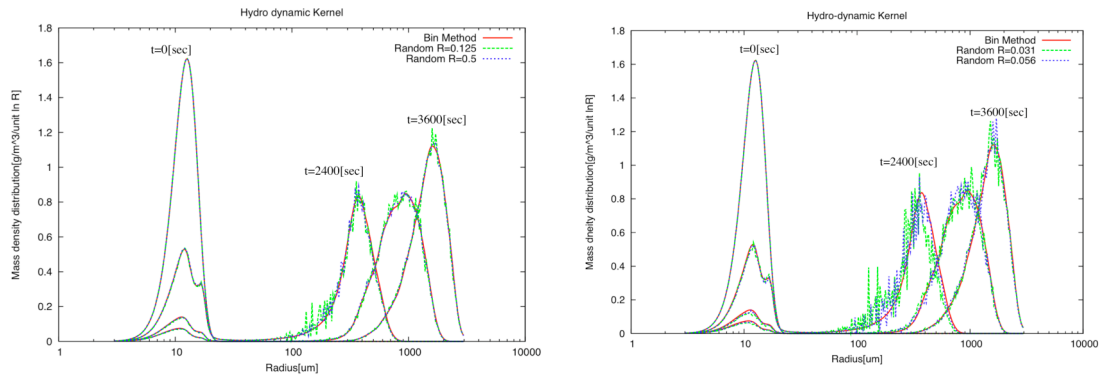 Hydro dynamic Kernel
Mass density distribution[g/m^3/unit ln R]
1.8
1.6
1.4
1.2
1
0.8
0.6
0.4
0.2
0
t=0[sec]
t=2400[sec]
t=3600[sec]
Bin Method
Random R=0.125
Random R=0.5
1 10 100 1000 10000
Radius[um]
Hydro-dynamic Kernel
Mass dneity distribution[g/m^3/unit lnR]
1.8
1.6
1.4
1.2
1
0.8
0.6
0.4
0.2
0
t=0[sec]
t=2400[sec]
t=3600[sec]
Bin Method
Random R=0.031
Random R=0.056
1 10 100 1000 10000
Radius[um]